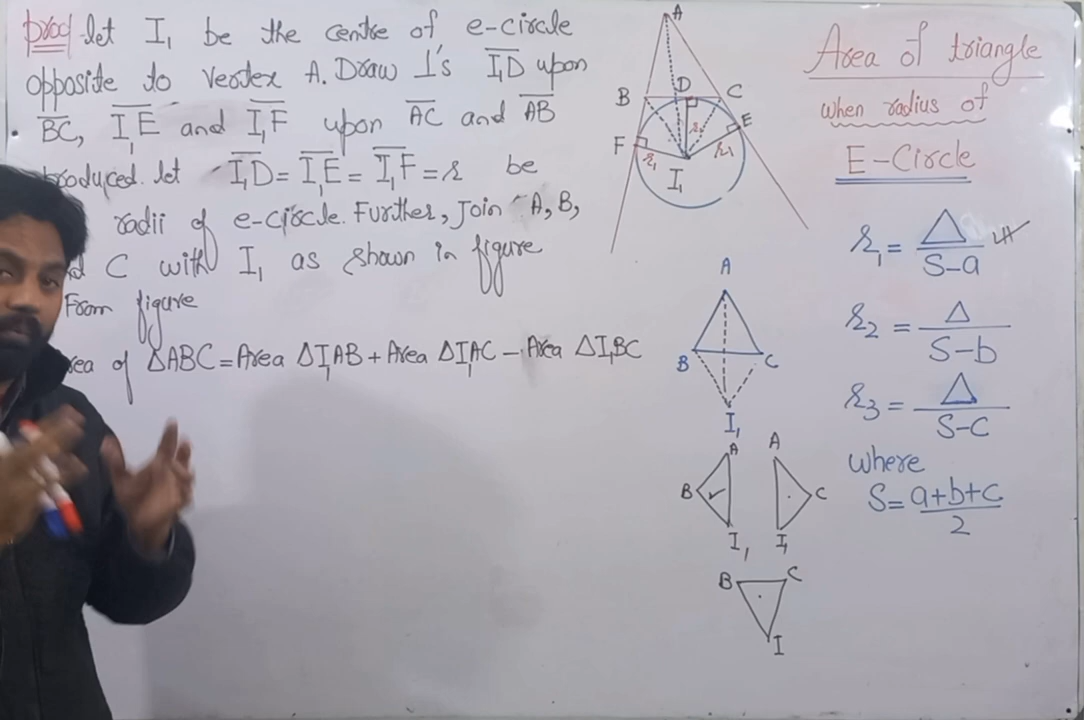 proof let I₁ be the centre of e-circle
opposite to vertex A. Draw ⊥'s I₁D upon
BC, I₁E and I₁F upon AC and AB
produced. let I₁D = I₁E = I₁F = r be
radii of e-circle. Further, Join A, B,
C with I₁ as shown in figure
From figure
of ΔABC = Area ΔI₁AB + Area ΔI₁AC - Area ΔI₁BC
A
B D C
F E
r₁ r₁ r₁
I₁
A
B C
I₁
A A
B C
I₁ I₁
B C
I
Area of triangle
when radius of
E-Circle
r₁ = Δ/S-a
r₂ = Δ/S-b
r₃ = Δ/S-c
where
S = a+b+c/2